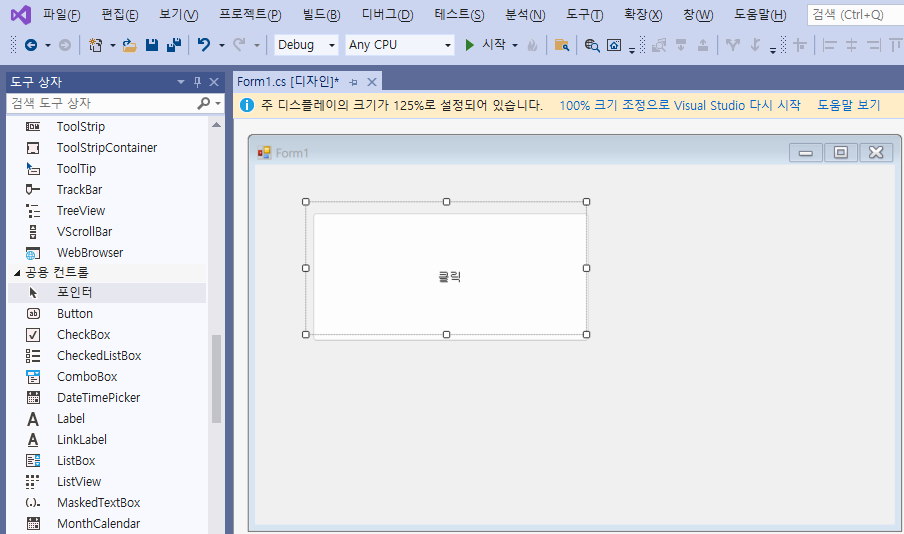 파일(F) 편집(E) 보기(V) 프로젝트(P) 빌드(B) 디버그(D) 테스트(S) 분석(N) 도구(T) 확장(X) 창(W) 도움말(H) 검색 (Ctrl+Q)
Debug Any CPU 시작
도구 상자
검색 도구 상자
ToolStrip
ToolStripContainer
ToolTip
TrackBar
TreeView
VScrollBar
WebBrowser
공용 컨트롤
포인터
Button
CheckBox
CheckedListBox
ComboBox
DateTimePicker
Label
LinkLabel
ListBox
ListView
MaskedTextBox
MonthCalendar
Form1.cs [디자인]*
주 디스플레이의 크기가 125%로 설정되어 있습니다. 100% 크기 조정으로 Visual Studio 다시 시작 도움말 보기
Form1
클릭